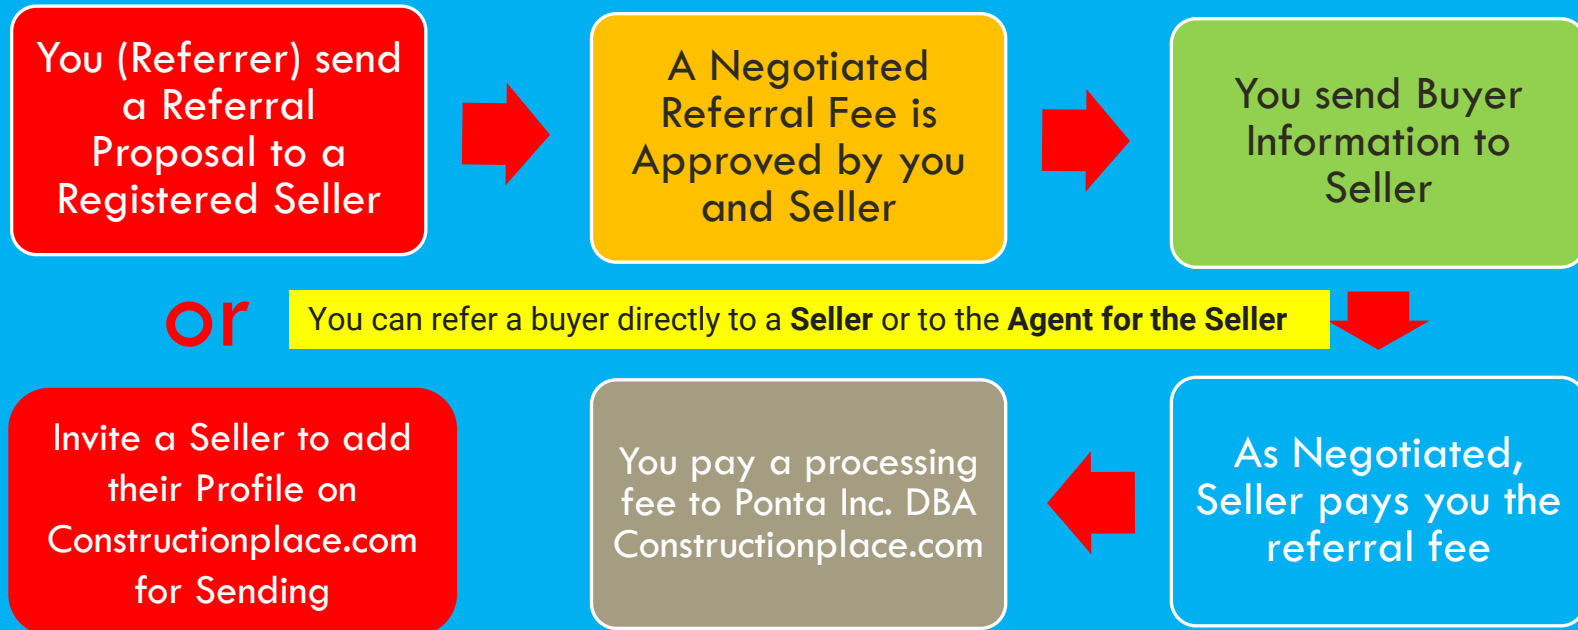 You (Referrer) send
a Referral
Proposal to a
Registered Seller
A Negotiated
Referral Fee is
Approved by you
and Seller
You send Buyer
Information to
Seller
or
You can refer a buyer directly to a Seller or to the Agent for the Seller
Invite a Seller to add
their Profile on
Constructionplace.com
for Sending
You pay a processing
fee to Ponta Inc. DBA
Constructionplace.com
As Negotiated,
Seller pays you the
referral fee